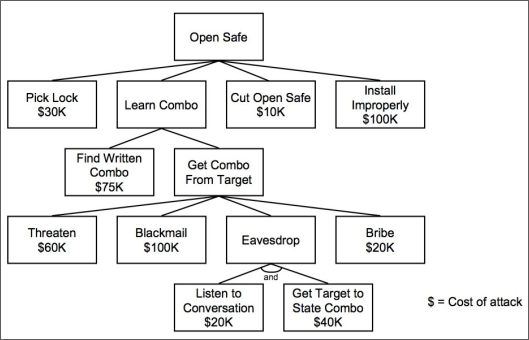 Open Safe
Pick Lock
$30K
Learn Combo
Cut Open Safe
$10K
Install
Improperly
$100K
Find Written
Combo
$75K
Get Combo
From Target
Threaten
$60K
Blackmail
$100K
Eavesdrop
Bribe
$20K
and
Listen to
Conversation
$20K
Get Target to
State Combo
$40K
$ = Cost of attack